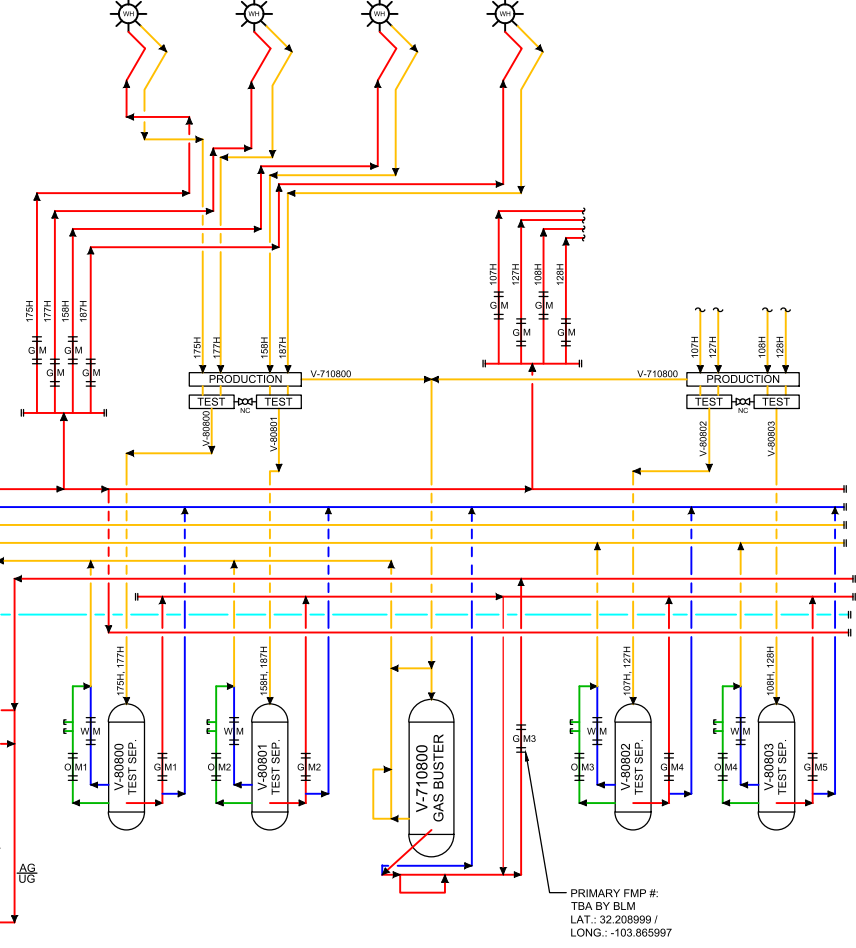 WH WH WH WH
107H 127H 108H 128H
G M G M
G M G M
175H 177H 158H 187H
175H 177H 158H 187H
107H 127H 108H 128H
G M G M
G M G M
PRODUCTION V-710800 V-710800 PRODUCTION
TEST TEST TEST TEST
NC NC
V-80800 V-80801 V-80802 V-80803
175H, 177H 158H, 187H 107H, 127H 108H, 128H
W M W M G M3 W M W M
O M1 G M1 O M2 G M2 O M3 G M4 O M4 G M5
V-80800
TEST SEP.
V-80801
TEST SEP.
V-710800
GAS BUSTER
V-80802
TEST SEP.
V-80803
TEST SEP.
AG
UG
PRIMARY FMP #:
TBA BY BLM
LAT.: 32.208999 /
LONG.: -103.865997